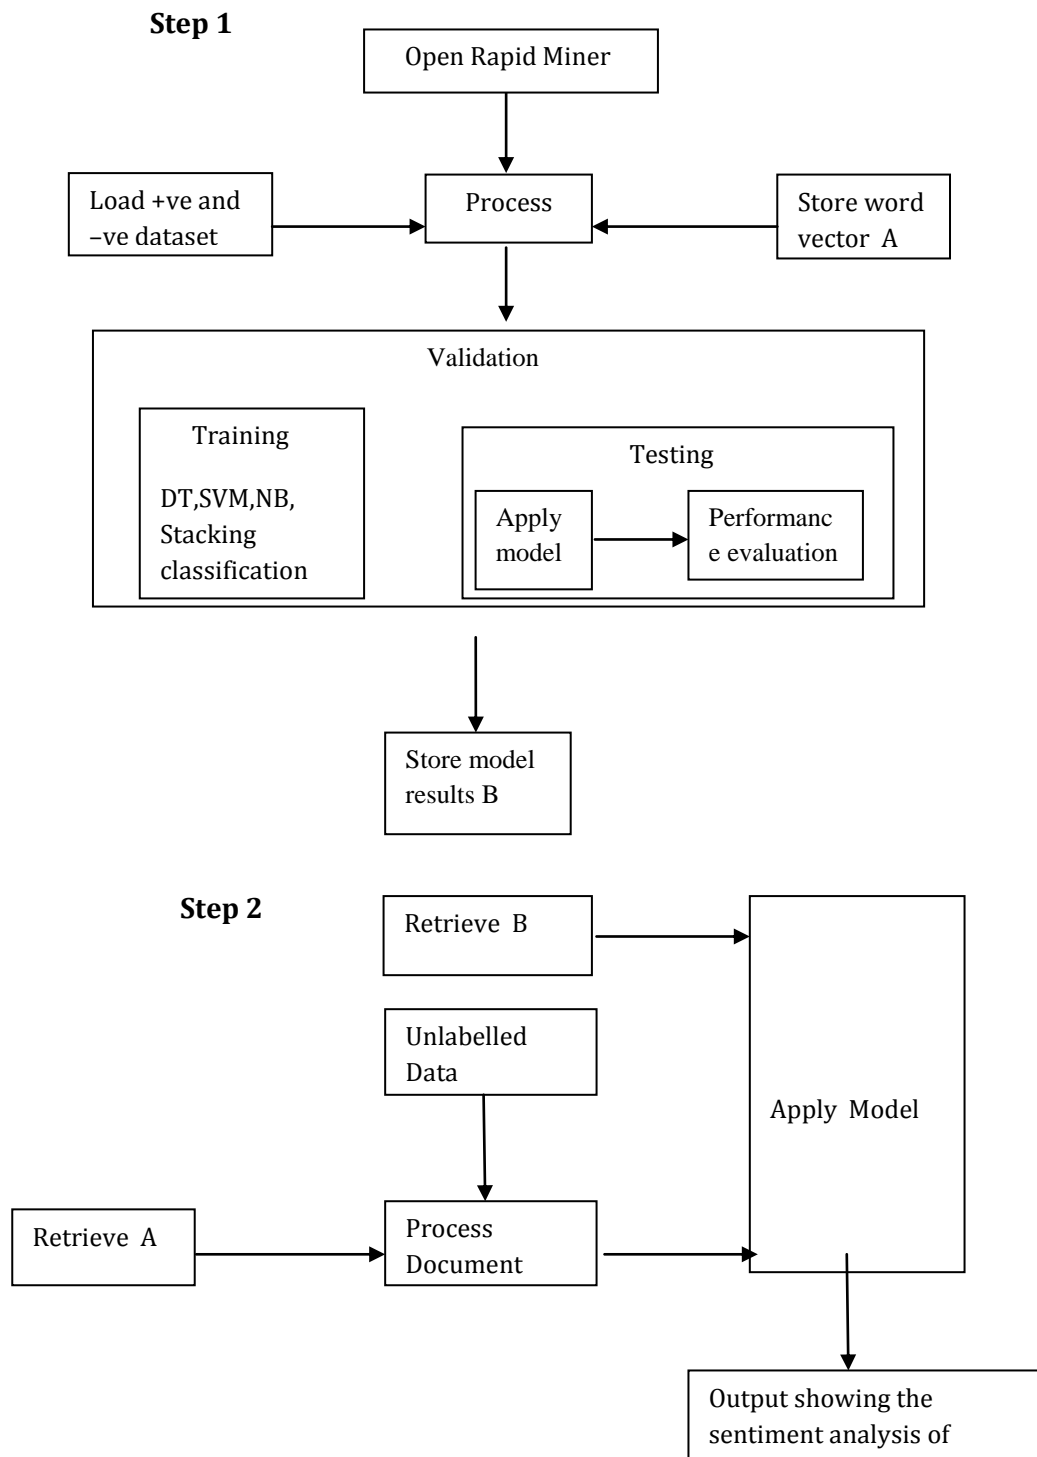 Step 1
Open Rapid Miner
Load +ve and
–ve dataset
Process
Store word
vector A
Validation
Training
DT,SVM,NB,
Stacking
classification
Testing
Apply
model
Performanc
e evaluation
Store model
results B
Step 2
Retrieve B
Unlabelled
Data
Apply Model
Retrieve A
Process
Document
Output showing the
sentiment analysis of